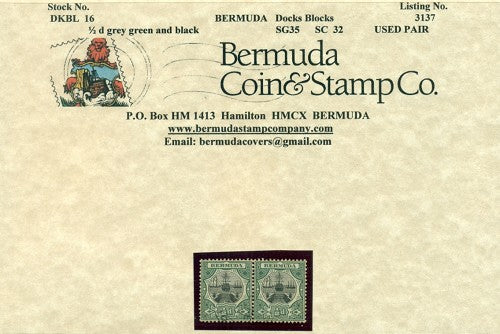 Stock No. Listing No.
DKBL 16 BERMUDA Docks Blocks 3137
½ d grey green and black SG35 SC 32 USED PAIR
Bermuda
Coin&Stamp Co.
P.O. Box HM 1413 Hamilton HMCX BERMUDA
www.bermudastampcompany.com
Email: bermudacovers@gmail.com
BERMUDA BERMUDA